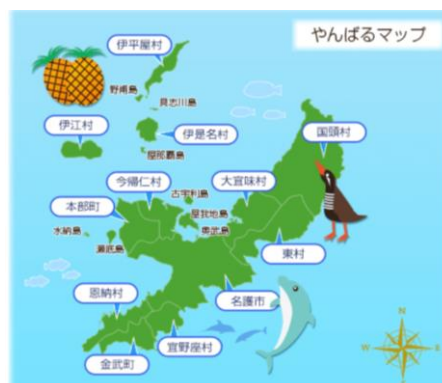 やんばるマップ
伊平屋村
野甫島
具志川島
伊江村
伊是名村
屋那覇島
国頭村
今帰仁村
古宇利島
大宜味村
本部町
屋我地島
奥武島
水納島
瀬底島
東村
恩納村
名護市
宜野座村
金武町
N
W
E
S